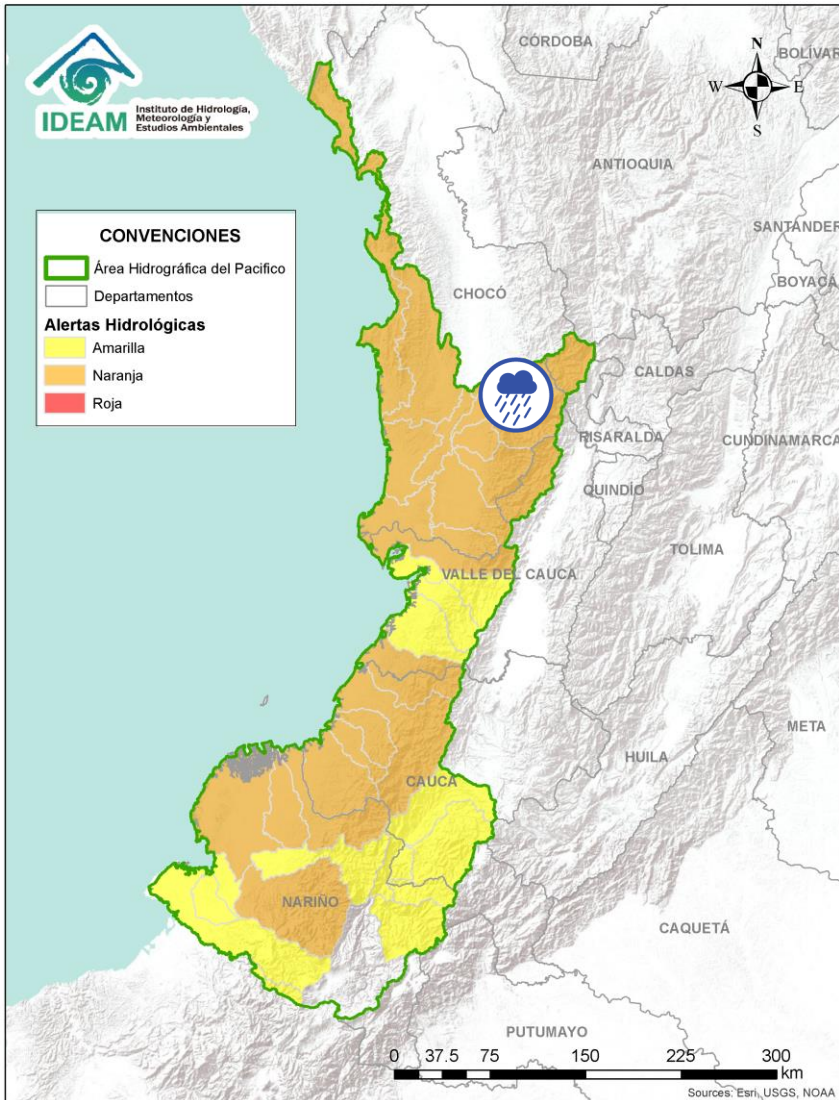 IDEAM
Instituto de Hidrología,
Meteorología y
Estudios Ambientales
CÓRDOBA
BOLÍVAR
N
W
E
S
ANTIOQUIA
CONVENCIONES
Área Hidrográfica del Pacifico
Departamentos
Alertas Hidrológicas
Amarilla
Naranja
Roja
SANTANDER
BOYACÁ
CHOCÓ
CALDAS
RISARALDA
CUNDINAMARCA
QUINDÍO
TOLIMA
VALLE DEL CAUCA
META
HUILA
CAUCA
NARIÑO
CAQUETÁ
PUTUMAYO
0 37.5 75 150 225 300
km
Sources: Esri, USGS, NOAA